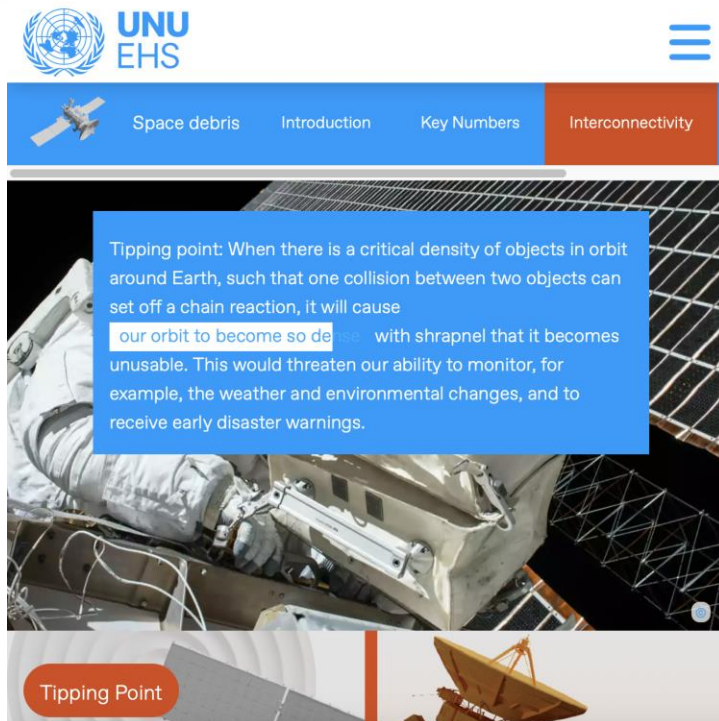 UNU
EHS
Space debris
Introduction
Key Numbers
Interconnectivity
Tipping point: When there is a critical density of objects in orbit
around Earth, such that one collision between two objects can
set off a chain reaction, it will cause
our orbit to become so dense with shrapnel that it becomes
unusable. This would threaten our ability to monitor, for
example, the weather and environmental changes, and to
receive early disaster warnings.
Tipping Point